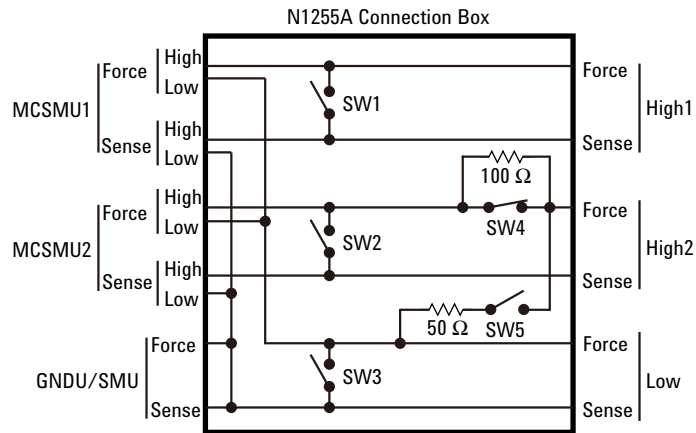 N1255A Connection Box
High
Force
Low
Force
MCSMU1
SW1
High1
High
Sense
Low
Sense
100 Ω
High
Force
Low
Force
SW4
MCSMU2
SW2
High2
High
Sense
Low
Sense
50 Ω
SW5
Force
Force
GNDU/SMU
SW3
Low
Sense
Sense